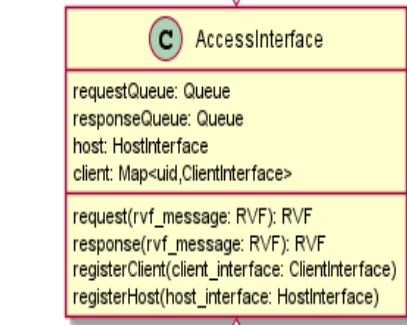 C AccessInterface
requestQueue: Queue
responseQueue: Queue
host: HostInterface
client: Map<uid,ClientInterface>
request(rvf_message: RVF): RVF
response(rvf_message: RVF): RVF
registerClient(client_interface: ClientInterface)
registerHost(host_interface: HostInterface)